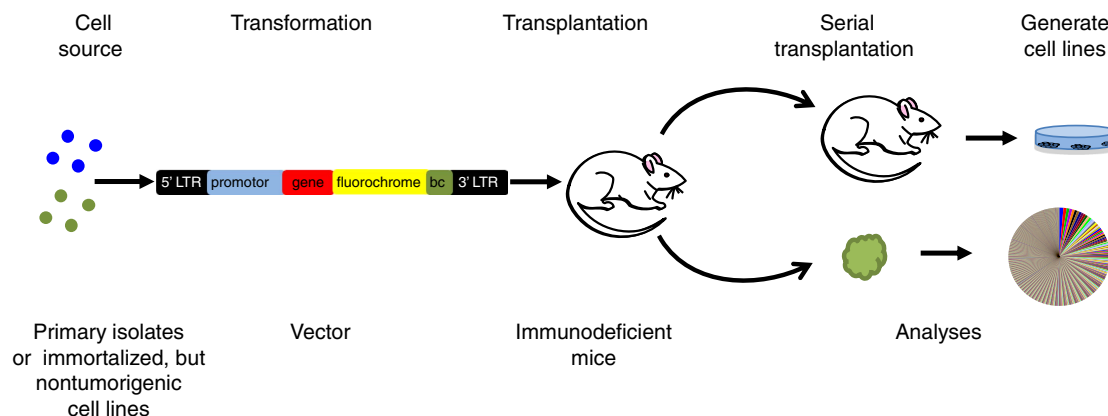 Cell
source
Transformation
Transplantation
Serial
transplantation
Generate
cell lines
5' LTR promotor gene fluorochrome bc 3' LTR
Primary isolates
or immortalized, but
nontumorigenic
cell lines
Vector
Immunodeficient
mice
Analyses